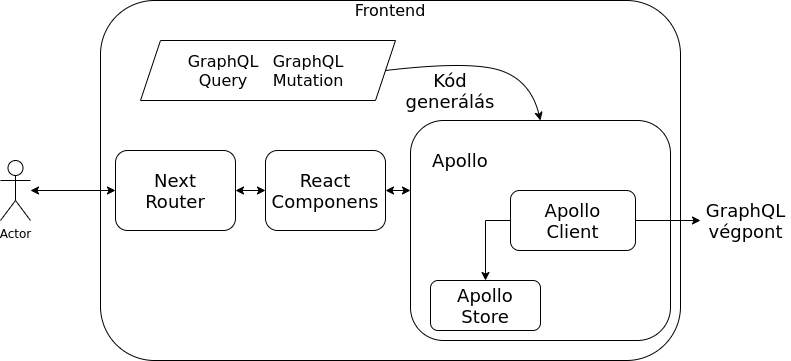 Frontend
GraphQL GraphQL
Query Mutation
Kód
generálás
Apollo
Next
Router
React
Componens
Actor
Apollo
Client
GraphQL
végpont
Apollo
Store